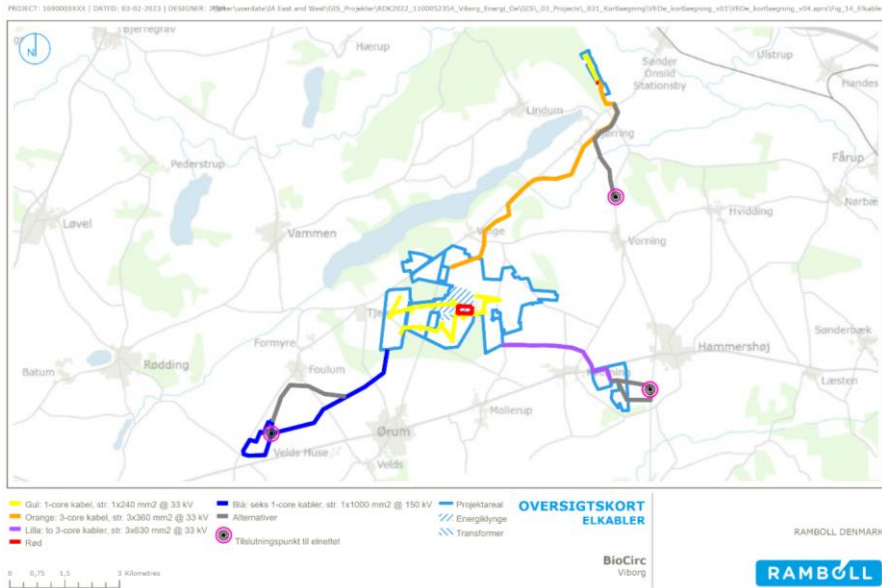 PROJECT: 169000XXXX | DATED: 03-02-2023 | DESIGNER:
Bjerregrav
Hærup
Sønder
Onsild
Stationsby
Ulstrup
Handes
Lindum
Bjerring
Fårup
Pederstrup
Nørbæ
Løvel
Vammen
Hvidding
Vorning
Tje
Sønderbæk
Formyre
Hammershøj
Batum
Rødding
Foulum
Læsten
Mollerup
Ørum
Velds Huse
Velds
Gul: 1-core kabel, str. 1x240 mm2 @ 33 kV
Orange: 3-core kabel, str. 3x360 mm2 @ 33 kV
Lilla: to 3-core kabler, str. 3x630 mm2 @ 33 kV
Rød
Blå: seks 1-core kabler, str. 1x1000 mm2 @ 150 kV
Alternativer
Tilslutningspunkt til elnettet
Projektareal
Energiklynge
Transformer
OVERSIGTSKORT
ELKABLER
BioCirc
Viborg
RAMBOLL DENMARK
RAMBOLL
0 0,75 1,5 3 Kilometres
N